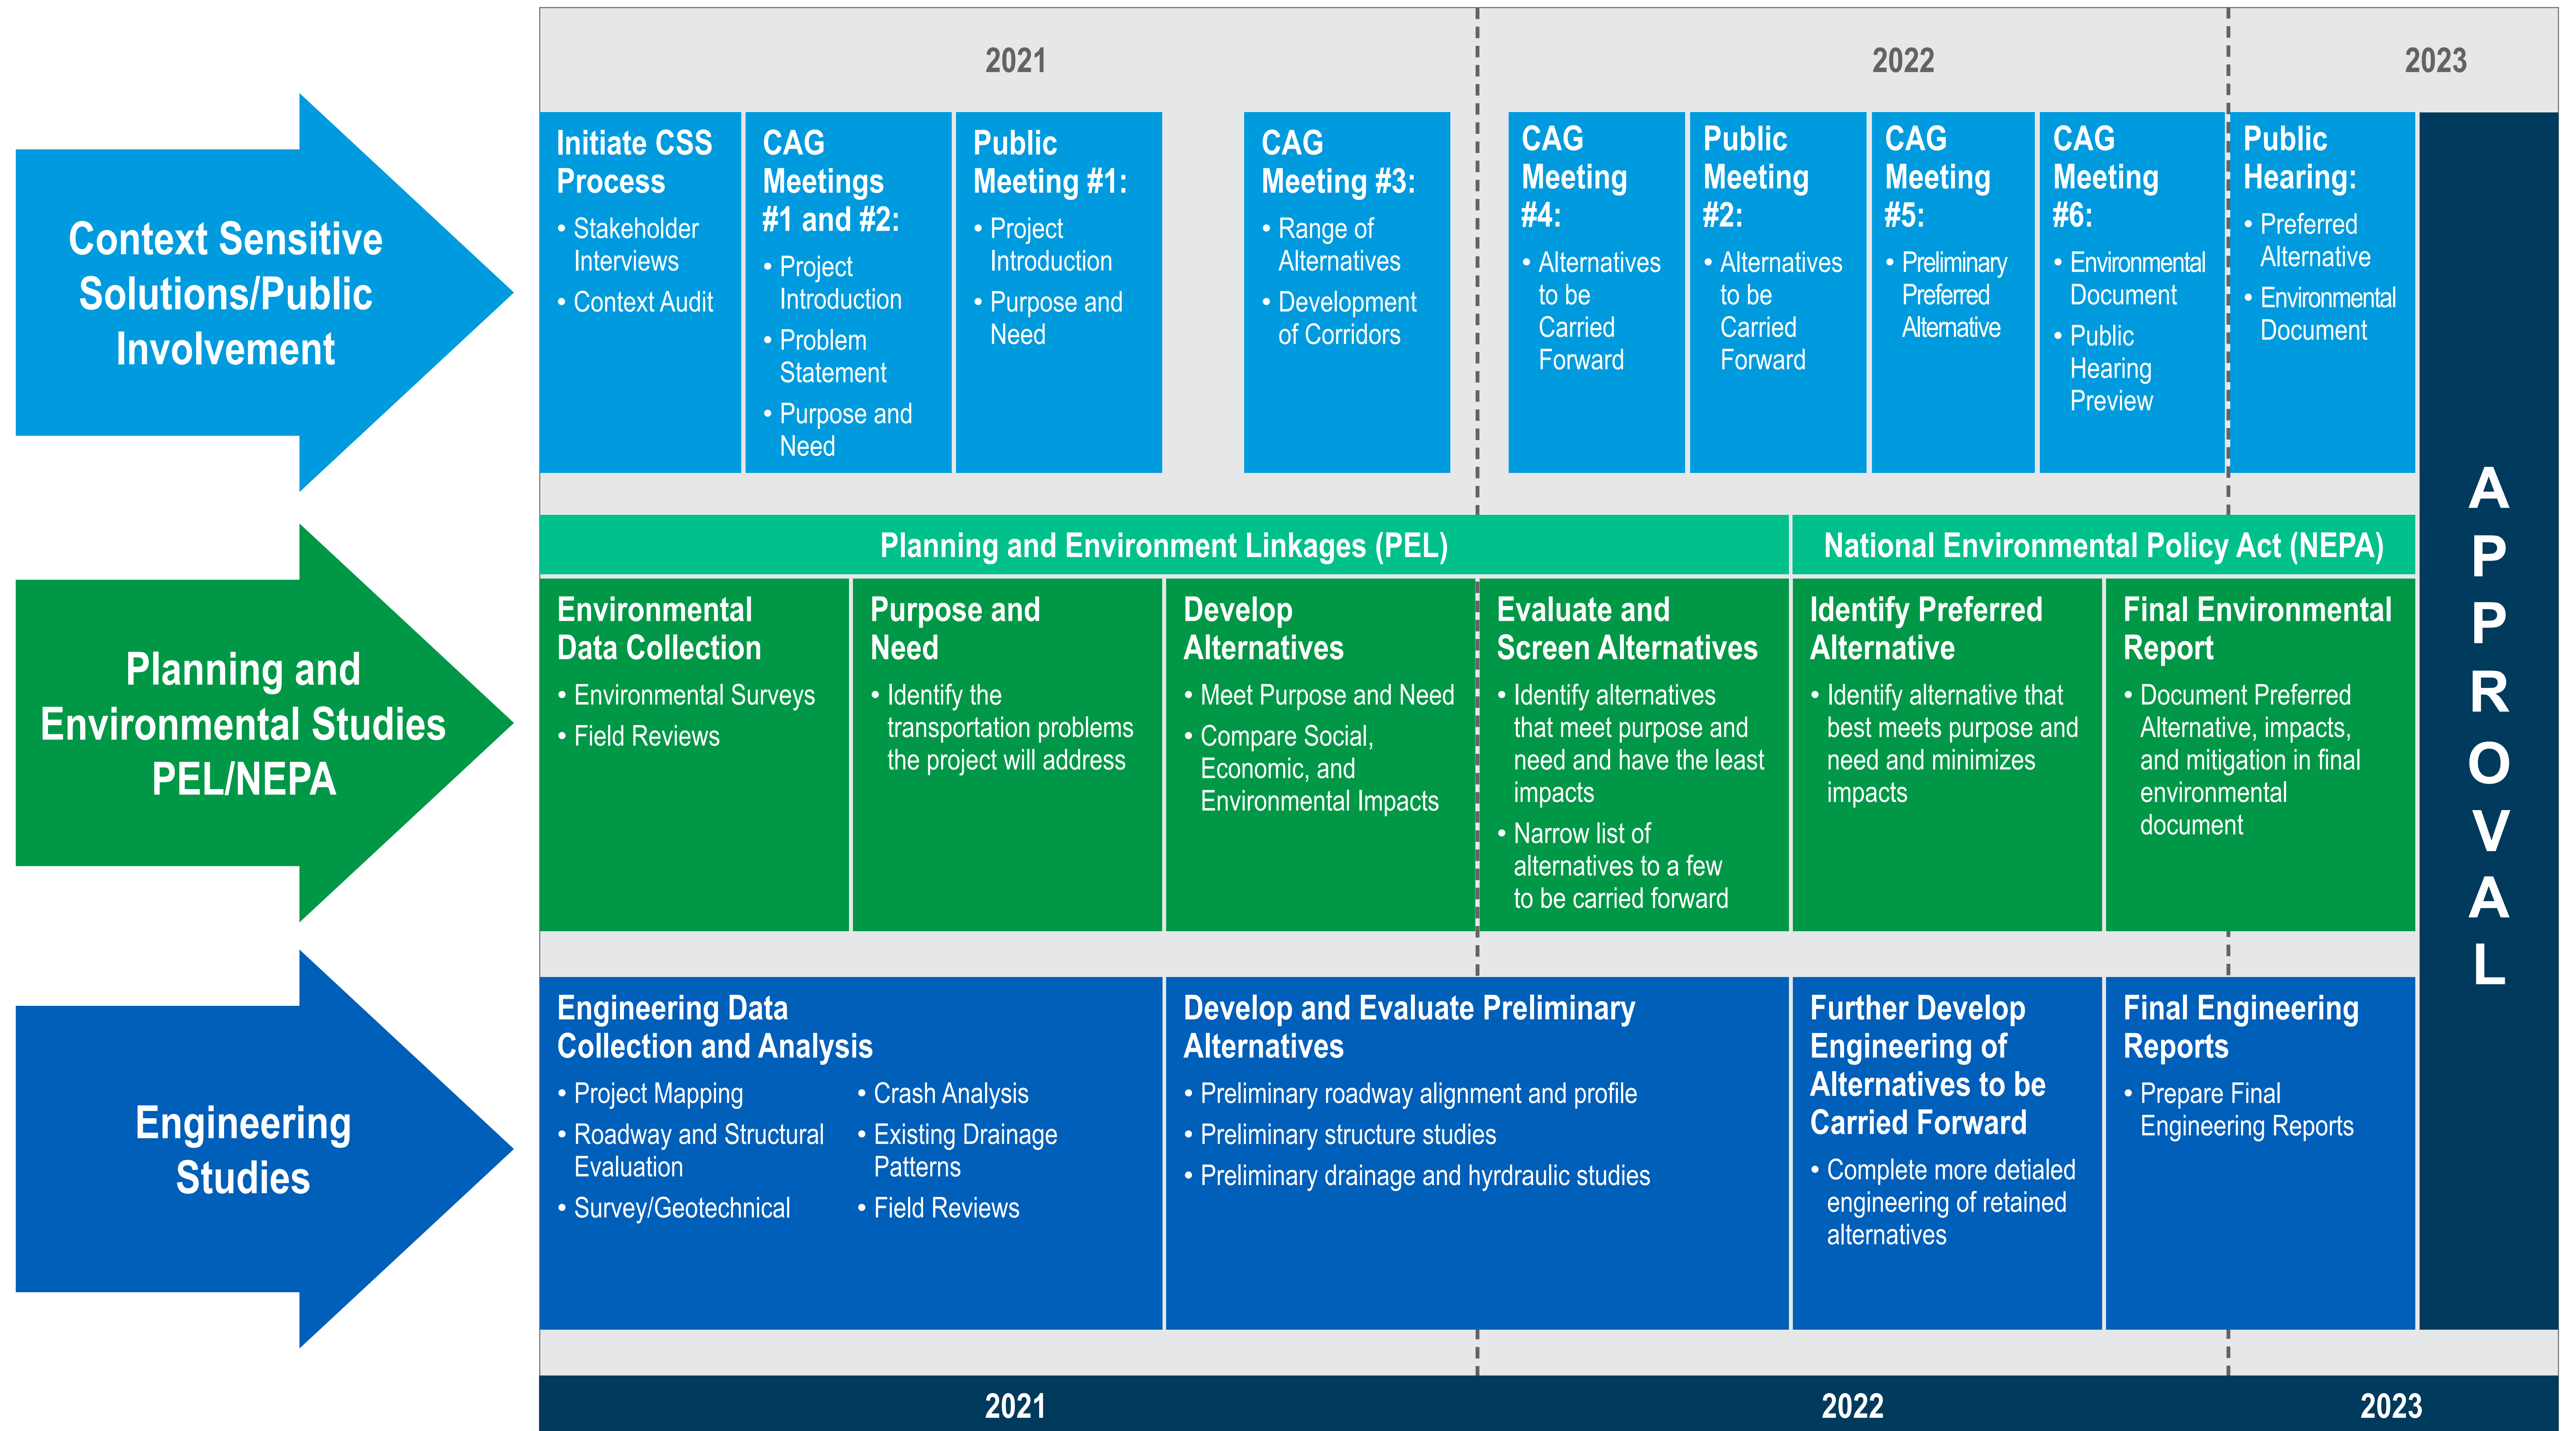 2021
2022
2023
Context Sensitive
Solutions/Public
Involvement
Initiate CSS
Process
• Stakeholder
Interviews
• Context Audit
CAG
Meetings
#1 and #2:
• Project
Introduction
• Problem
Statement
• Purpose and
Need
Public
Meeting #1:
• Project
Introduction
• Purpose and
Need
CAG
Meeting #3:
• Range of
Alternatives
• Development
of Corridors
CAG
Meeting
#4:
• Alternatives
to be
Carried
Forward
Public
Meeting
#2:
• Alternatives
to be
Carried
Forward
CAG
Meeting
#5:
• Preliminary
Preferred
Alternative
CAG
Meeting
#6:
• Environmental
Document
• Public
Hearing
Preview
Public
Hearing:
• Preferred
Alternative
• Environmental
Document
APPROVAL
Planning and
Environmental Studies
PEL/NEPA
Planning and Environment Linkages (PEL)
National Environmental Policy Act (NEPA)
Environmental
Data Collection
• Environmental Surveys
• Field Reviews
Purpose and
Need
• Identify the
transportation problems
the project will address
Develop
Alternatives
• Meet Purpose and Need
• Compare Social,
Economic, and
Environmental Impacts
Evaluate and
Screen Alternatives
• Identify alternatives
that meet purpose and
need and have the least
impacts
• Narrow list of
alternatives to a few
to be carried forward
Identify Preferred
Alternative
• Identify alternative that
best meets purpose and
need and minimizes
impacts
Final Environmental
Report
• Document Preferred
Alternative, impacts,
and mitigation in final
environmental
document
Engineering
Studies
Engineering Data
Collection and Analysis
• Project Mapping
• Roadway and Structural
Evaluation
• Survey/Geotechnical
• Crash Analysis
• Existing Drainage
Patterns
• Field Reviews
Develop and Evaluate Preliminary
Alternatives
• Preliminary roadway alignment and profile
• Preliminary structure studies
• Preliminary drainage and hyrdraulic studies
Further Develop
Engineering of
Alternatives to be
Carried Forward
• Complete more detialed
engineering of retained
alternatives
Final Engineering
Reports
• Prepare Final
Engineering Reports
2021
2022
2023